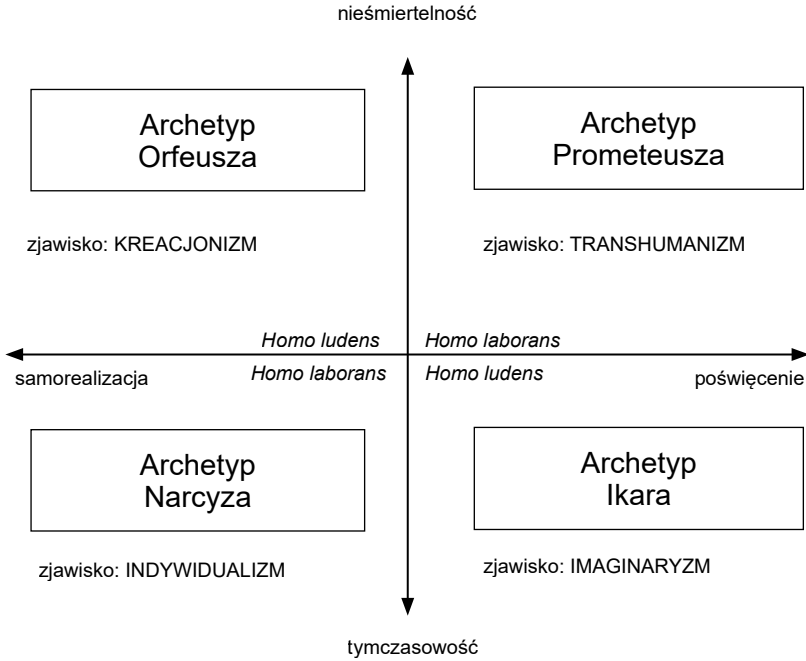 nieśmiertelność
Archetyp
Orfeusza
Archetyp
Prometeusza
zjawisko: KREACJONIZM
zjawisko: TRANSHUMANIZM
Homo ludens
Homo laborans
samorealizacja
Homo laborans
Homo ludens
poświęcenie
Archetyp
Narcyza
Archetyp
Ikara
zjawisko: INDYWIDUALIZM
zjawisko: IMAGINARYZM
tymczasowość